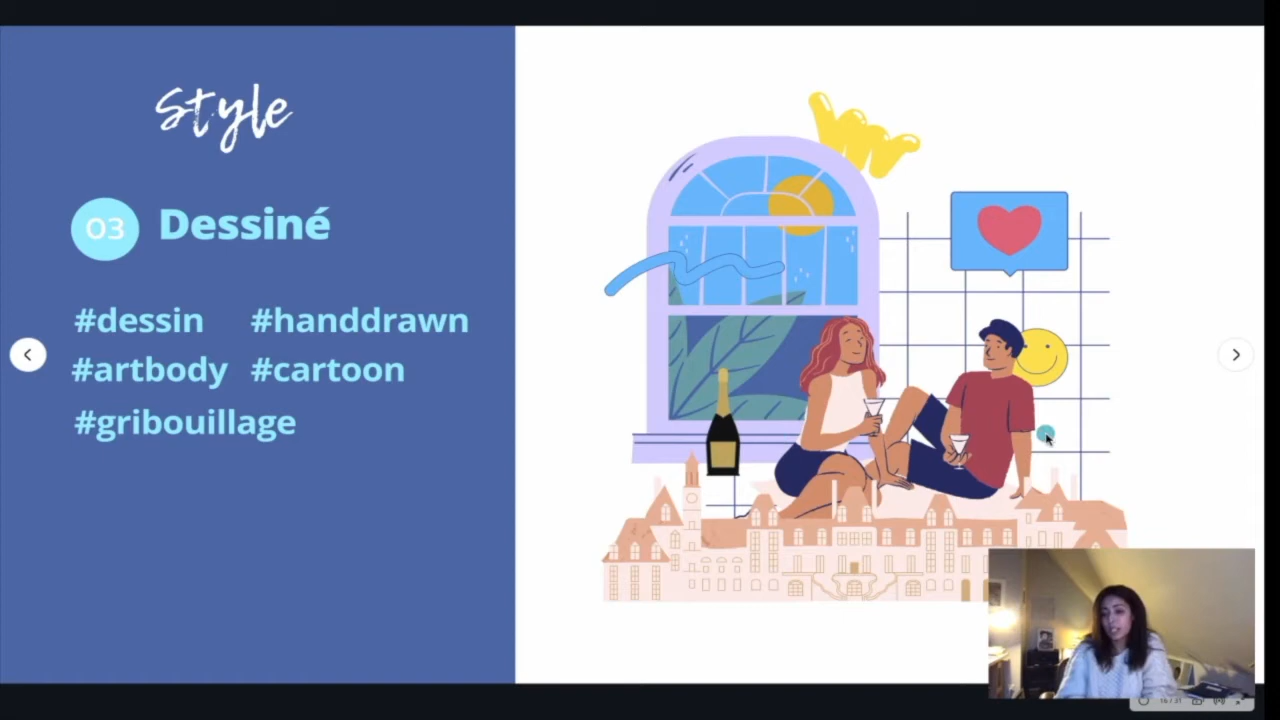 Style
03 Dessiné
#dessin #handdrawn
#artbody #cartoon
#gribouillage